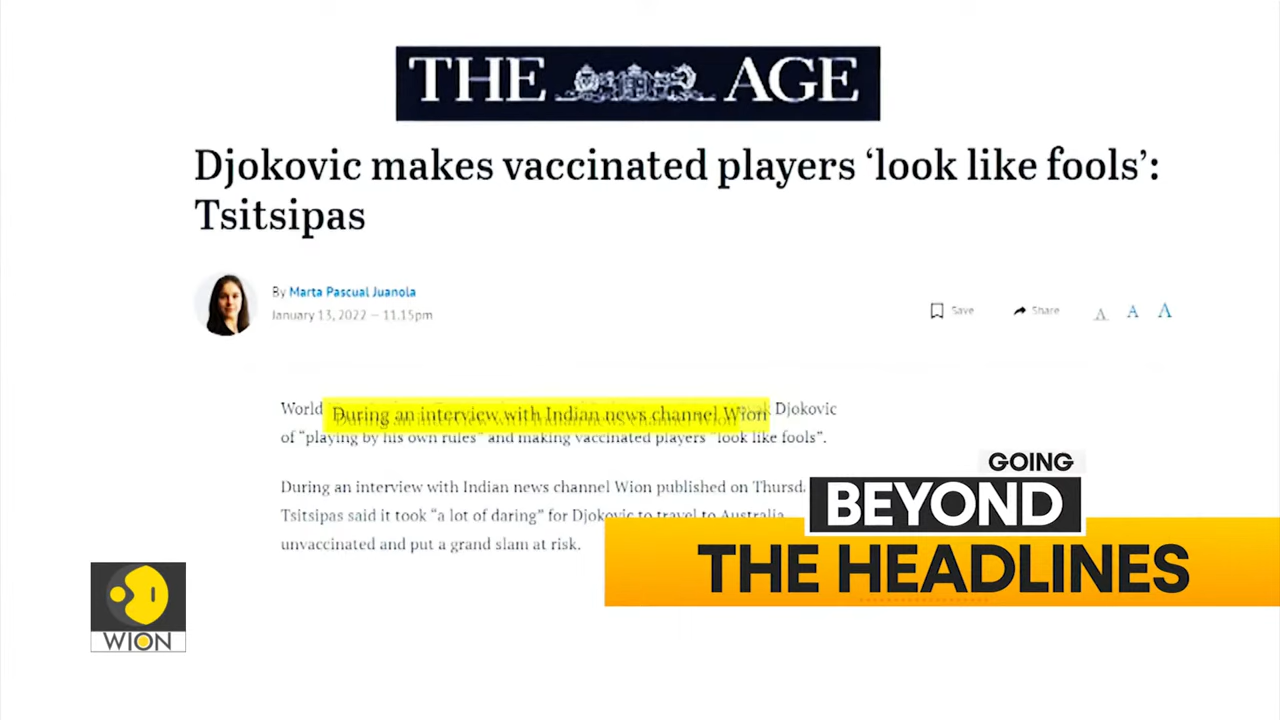 THE AGE
Djokovic makes vaccinated players ‘look like fools’:
Tsitsipas
By Marta Pascual Juanola
January 13, 2022 — 11.15pm
Save
Share
A A A
World During an interview with Indian news channel Wion Djokovic
of “playing by his own rules” and making vaccinated players “look like fools”.
During an interview with Indian news channel Wion published on
Tsitsipas said it took “a lot of daring” for Djokovic to travel to Australia
unvaccinated and put a grand slam at risk.
GOING
BEYOND
THE HEADLINES
WION